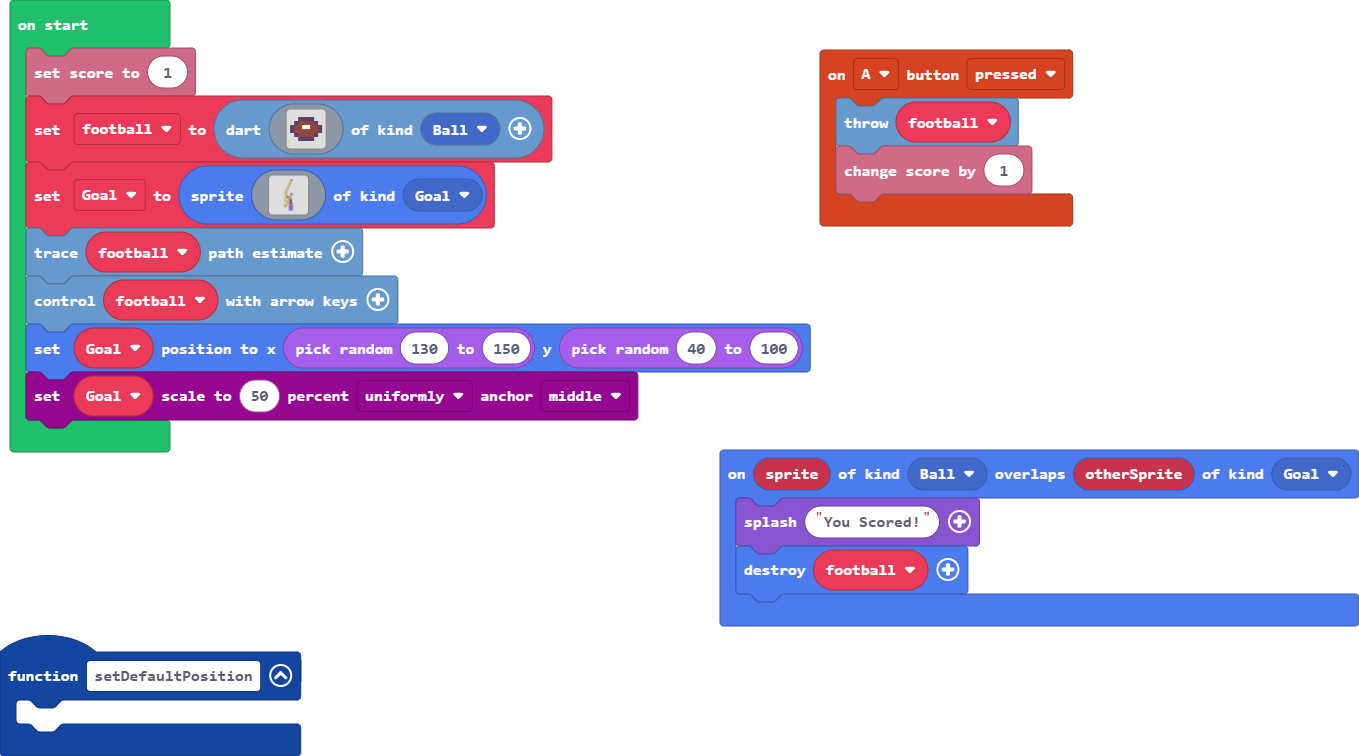 on start
set score to 1
set football to dart of kind Ball
set Goal to sprite of kind Goal
trace football path estimate
control football with arrow keys
set Goal position to x pick random 130 to 150 y pick random 40 to 100
set Goal scale to 50 percent uniformly anchor middle
on A button pressed
throw football
change score by 1
on sprite of kind Ball overlaps otherSprite of kind Goal
splash "You Scored!"
destroy football
function setDefaultPosition